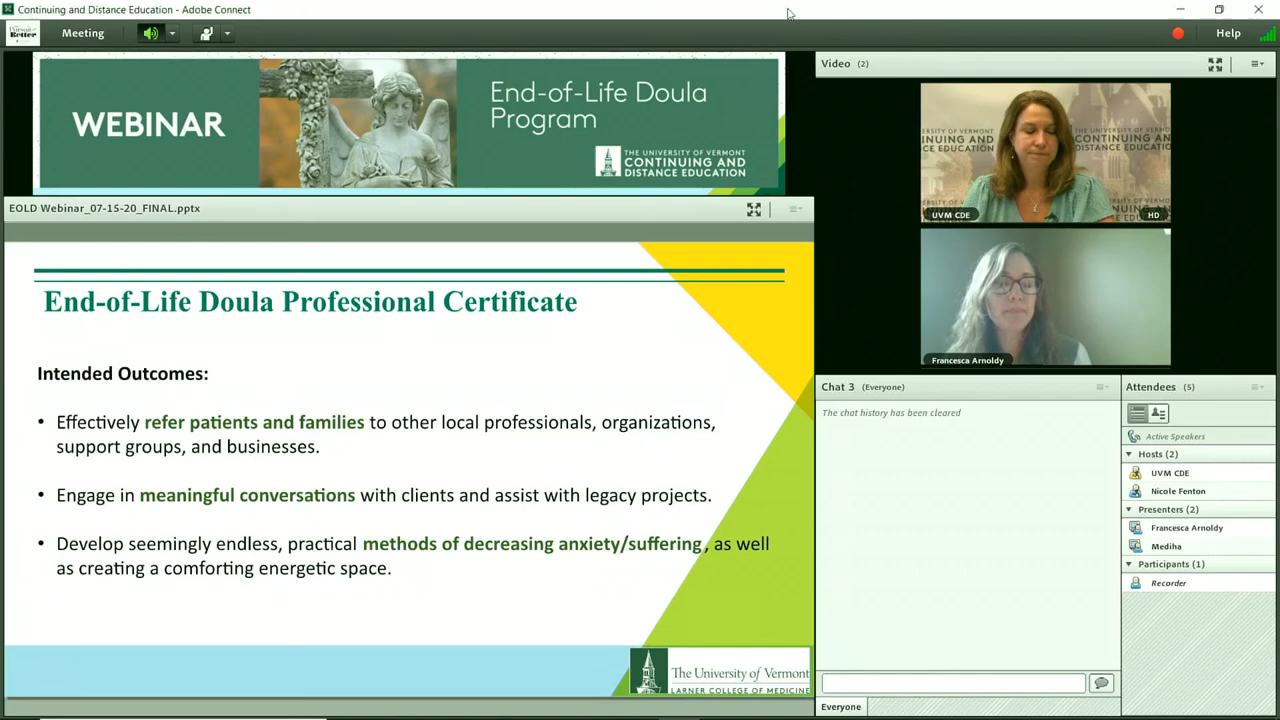 Continuing and Distance Education - Adobe Connect
Meeting
Help
WEBINAR
End-of-Life Doula
Program
THE UNIVERSITY OF VERMONT
CONTINUING AND
DISTANCE EDUCATION
EOLD Webinar_07-15-20_FINAL.pptx
End-of-Life Doula Professional Certificate
Intended Outcomes:
• Effectively refer patients and families to other local professionals, organizations,
support groups, and businesses.
• Engage in meaningful conversations with clients and assist with legacy projects.
• Develop seemingly endless, practical methods of decreasing anxiety/suffering, as well
as creating a comforting energetic space.
The University of Vermont
LARNER COLLEGE OF MEDICINE
Video (2)
UVM CDE
HD
Francesca Arnoldy
Chat 3 (Everyone)
The chat history has been cleared
Everyone
Attendees (5)
Active Speakers
Hosts (2)
UVM CDE
Nicole Fenton
Presenters (2)
Francesca Arnoldy
Mediha
Participants (1)
Recorder